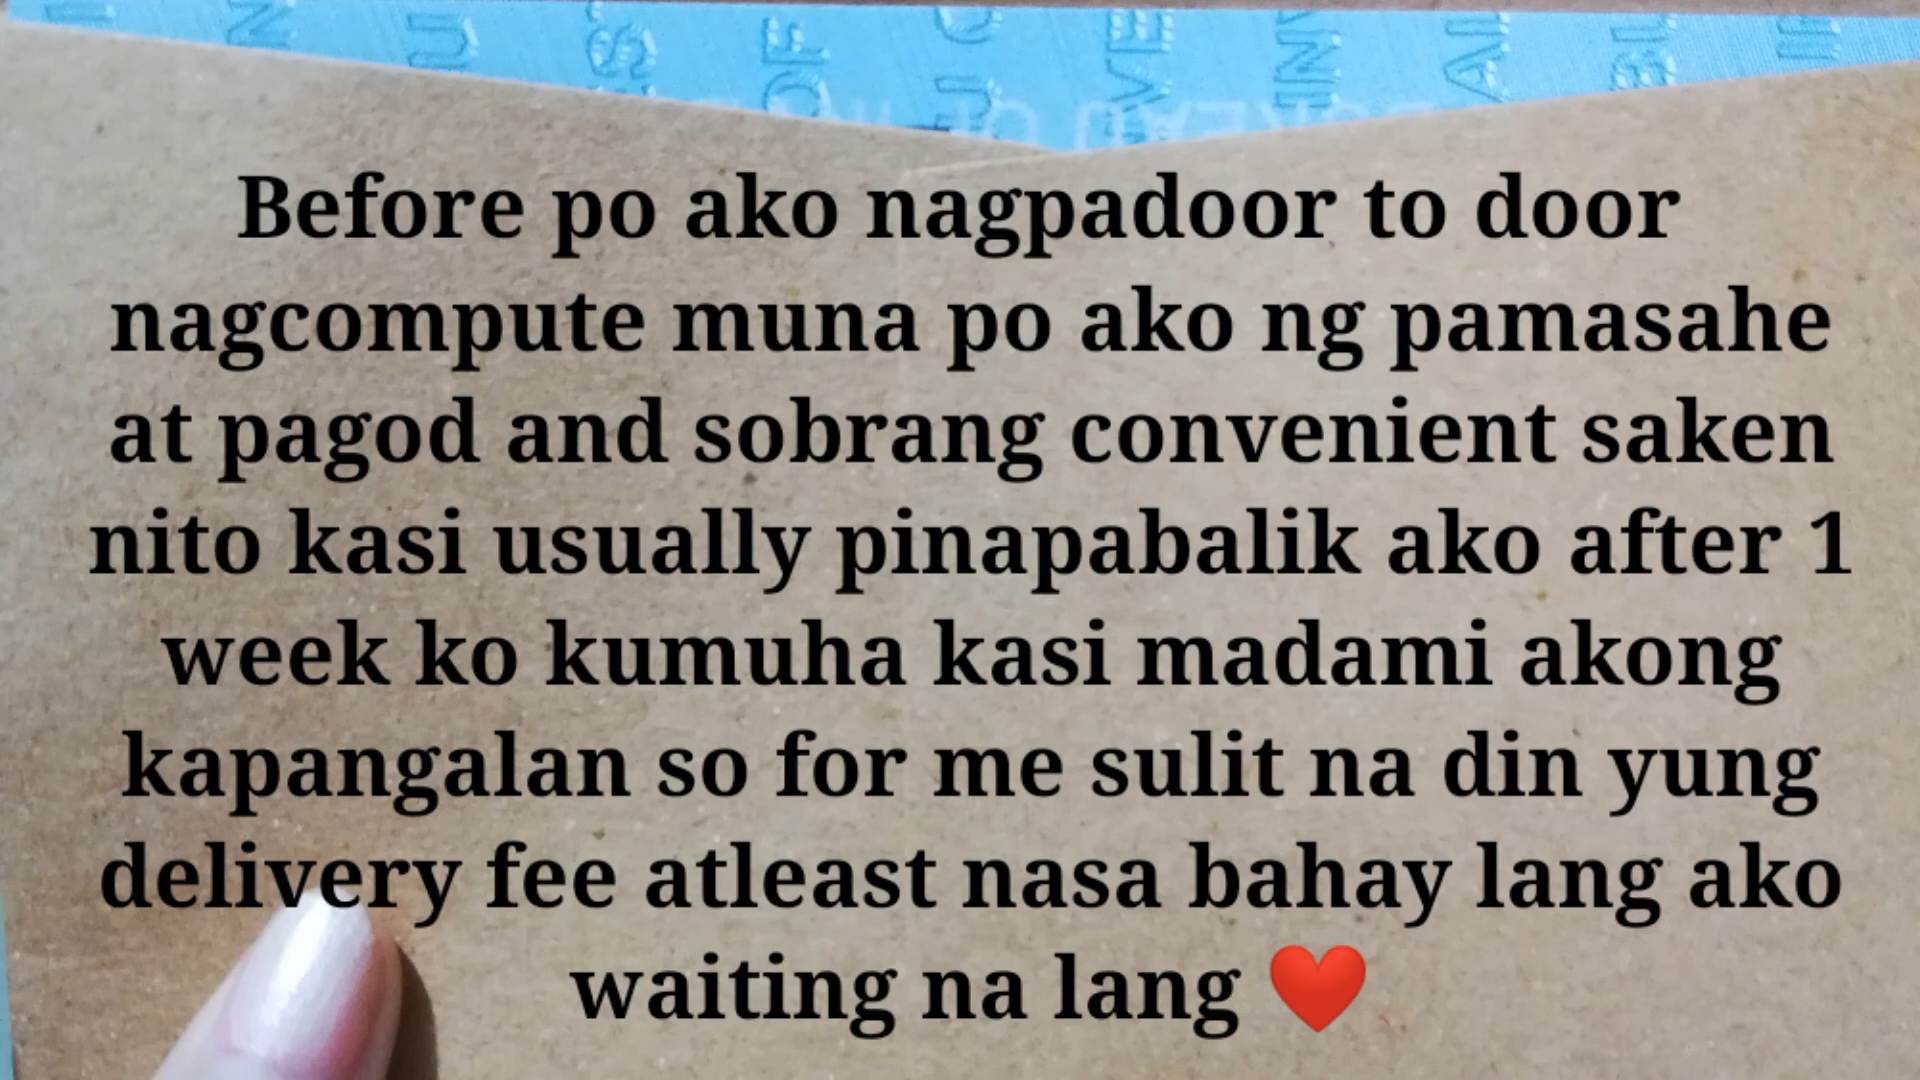 Before po ako nagpadoor to door
nagcompute muna po ako ng pamasahe
at pagod and sobrang convenient saken
nito kasi usually pinapabalik ako after 1
week ko kumuha kasi madami akong
kapangalan so for me sulit na din yung
delivery fee atleast nasa bahay lang ako
waiting na lang ❤️